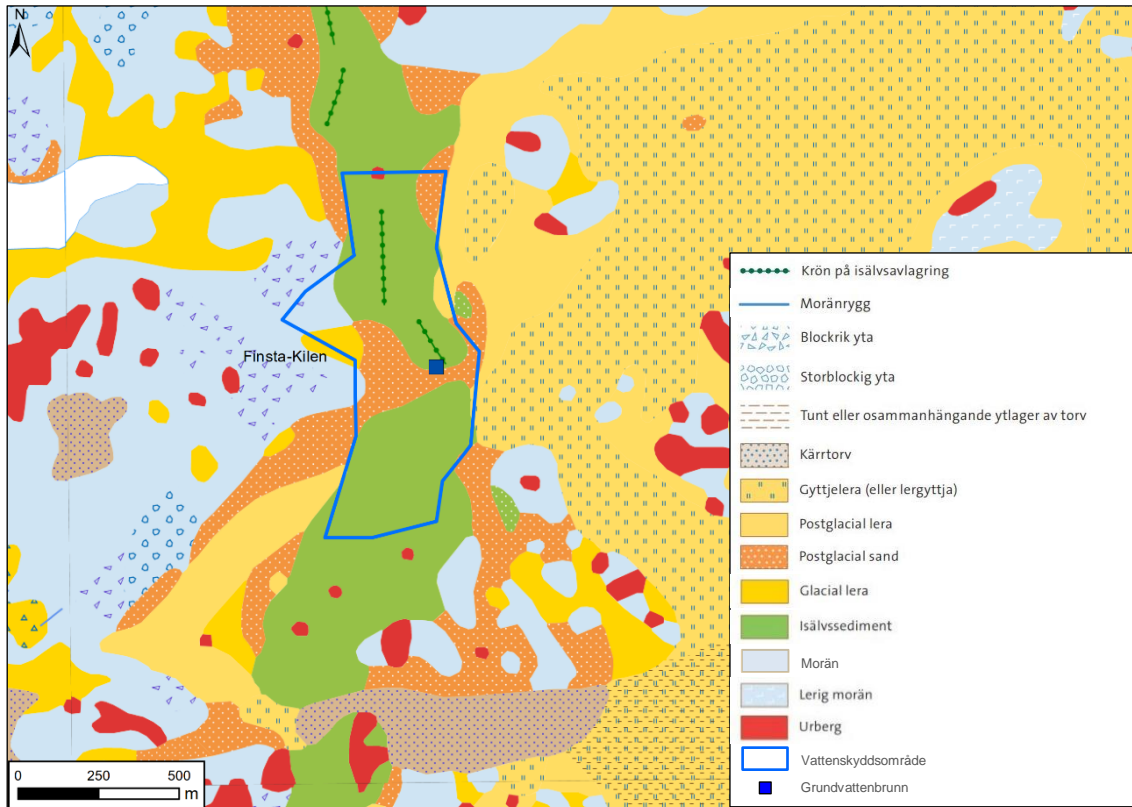 N
Finsta-Kilen
Krön på isälvsavlagring
Moränrygg
Blockrik yta
Storblockig yta
Tunt eller osammanhängande ytlager av torv
Kärrtorv
Gyttjelera (eller lergyttja)
Postglacial lera
Postglacial sand
Glacial lera
Isälvssediment
Morän
Lerig morän
Urberg
Vattenskyddsområde
Grundvattenbrunn
0 250 500
m